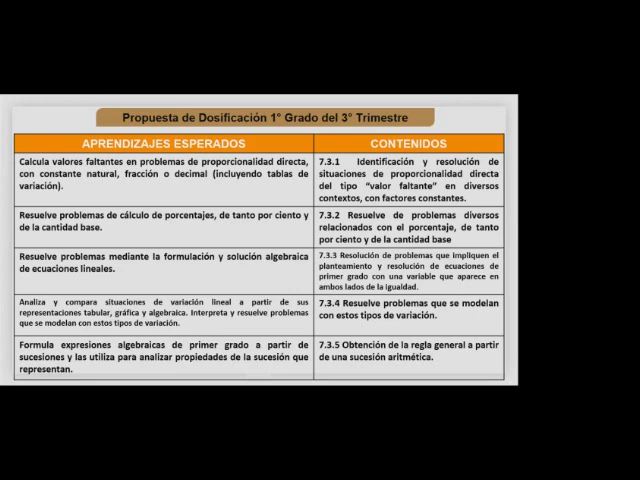 Propuesta de Dosificación 1° Grado del 3° Trimestre
APRENDIZAJES ESPERADOS
CONTENIDOS
Calcula valores faltantes en problemas de proporcionalidad directa,
con constante natural, fracción o decimal (incluyendo tablas de
variación).
7.3.1 Identificación y resolución de
situaciones de proporcionalidad directa
del tipo “valor faltante” en diversos
contextos, con factores constantes.
Resuelve problemas de cálculo de porcentajes, de tanto por ciento y
de la cantidad base.
7.3.2 Resuelve de problemas diversos
relacionados con el porcentaje, de tanto
por ciento y de la cantidad base
Resuelve problemas mediante la formulación y solución algebraica
de ecuaciones lineales.
7.3.3 Resolución de problemas que impliquen el
planteamiento y resolución de ecuaciones de
primer grado con una variable que aparece en
ambos lados de la igualdad.
Analiza y compara situaciones de variación lineal a partir de sus
representaciones tabular, gráfica y algebraica. Interpreta y resuelve problemas
que se modelan con estos tipos de variación.
7.3.4 Resuelve problemas que se modelan
con estos tipos de variación.
Formula expresiones algebraicas de primer grado a partir de
sucesiones y las utiliza para analizar propiedades de la sucesión que
representan.
7.3.5 Obtención de la regla general a partir
de una sucesión aritmética.